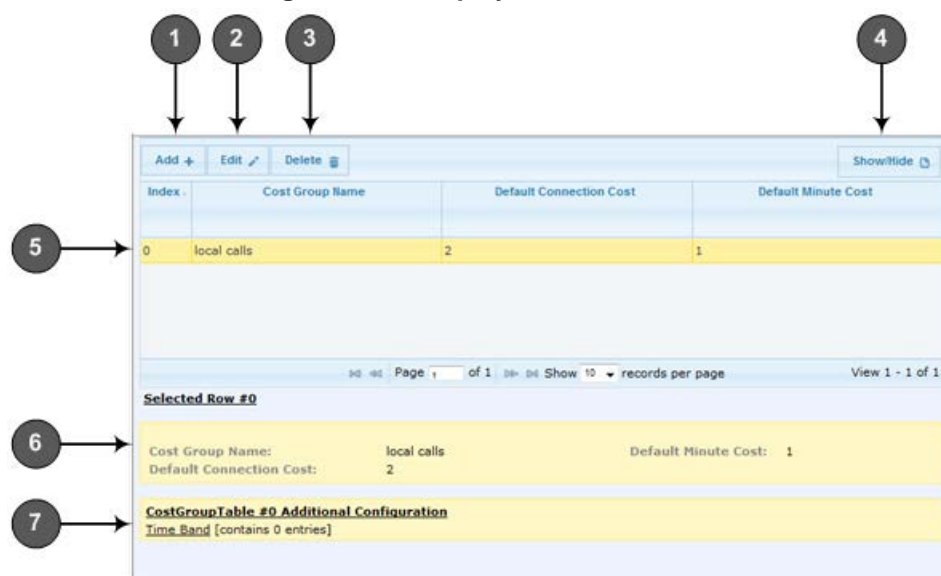 1 2 3 4
Add + Edit Delete Show/Hide
Index Cost Group Name Default Connection Cost Default Minute Cost
5
0 local calls 2 1
Page 1 of 1 Show 10 records per page View 1 - 1 of 1
Selected Row #0
6
Cost Group Name: local calls Default Minute Cost: 1
Default Connection Cost: 2
7
CostGroupTable #0 Additional Configuration
Time Band [contains 0 entries]